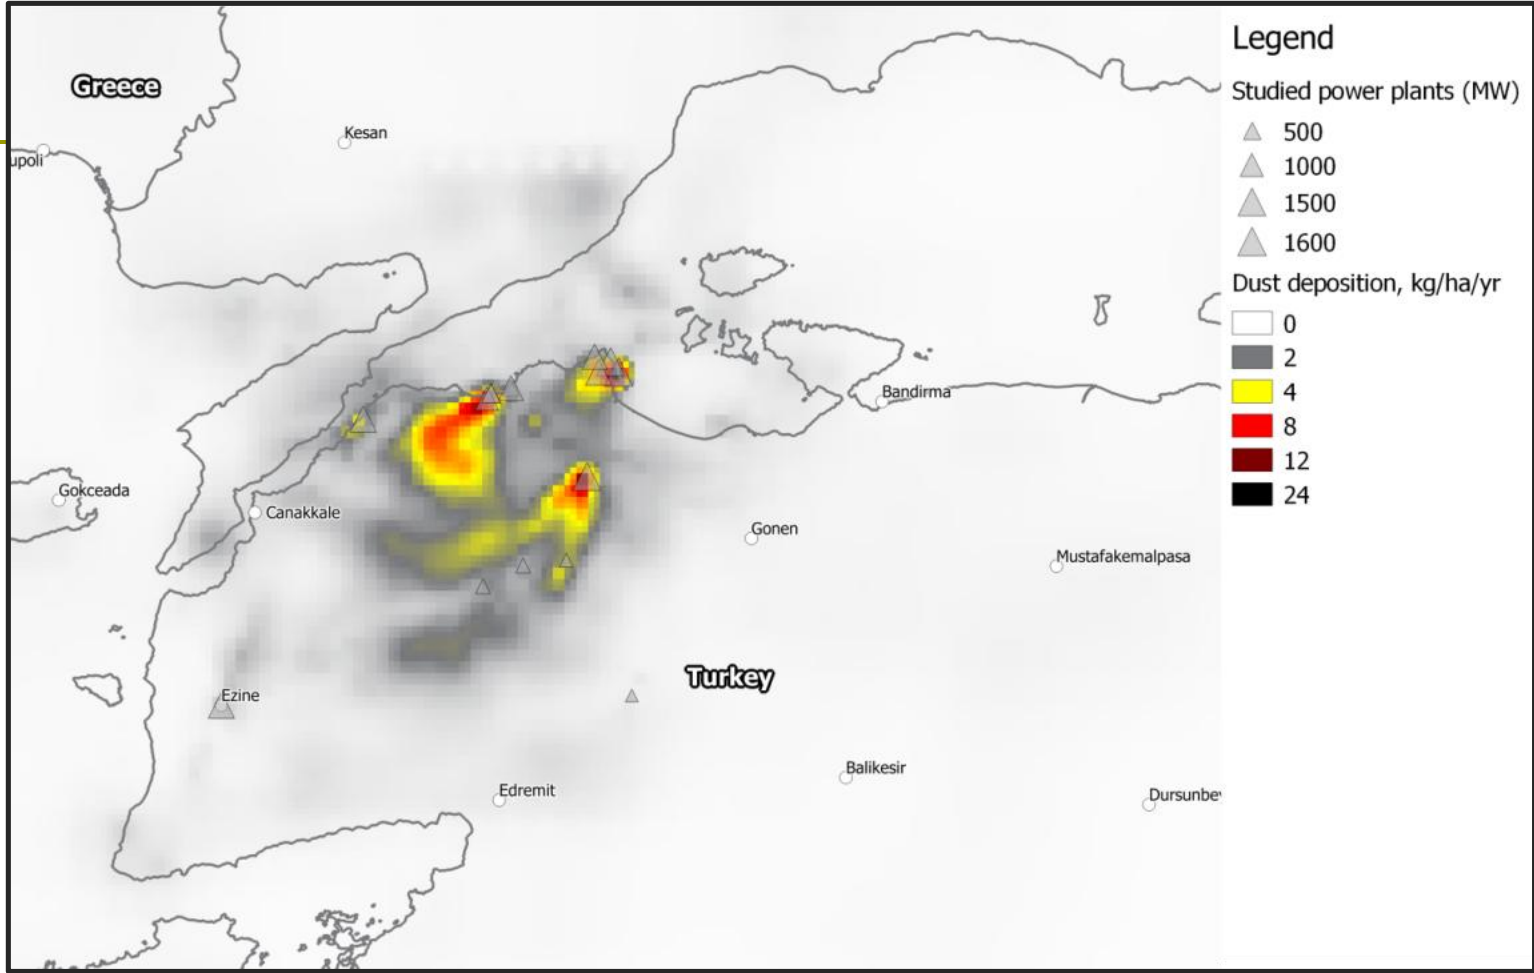 Greece
Kesan
upoli
Gokceada
Canakkale
Bandirma
Gonen
Mustafakemalpasa
Turkey
Ezine
Edremit
Balikesir
Dursunbey
Legend
Studied power plants (MW)
500
1000
1500
1600
Dust deposition, kg/ha/yr
0
2
4
8
12
24